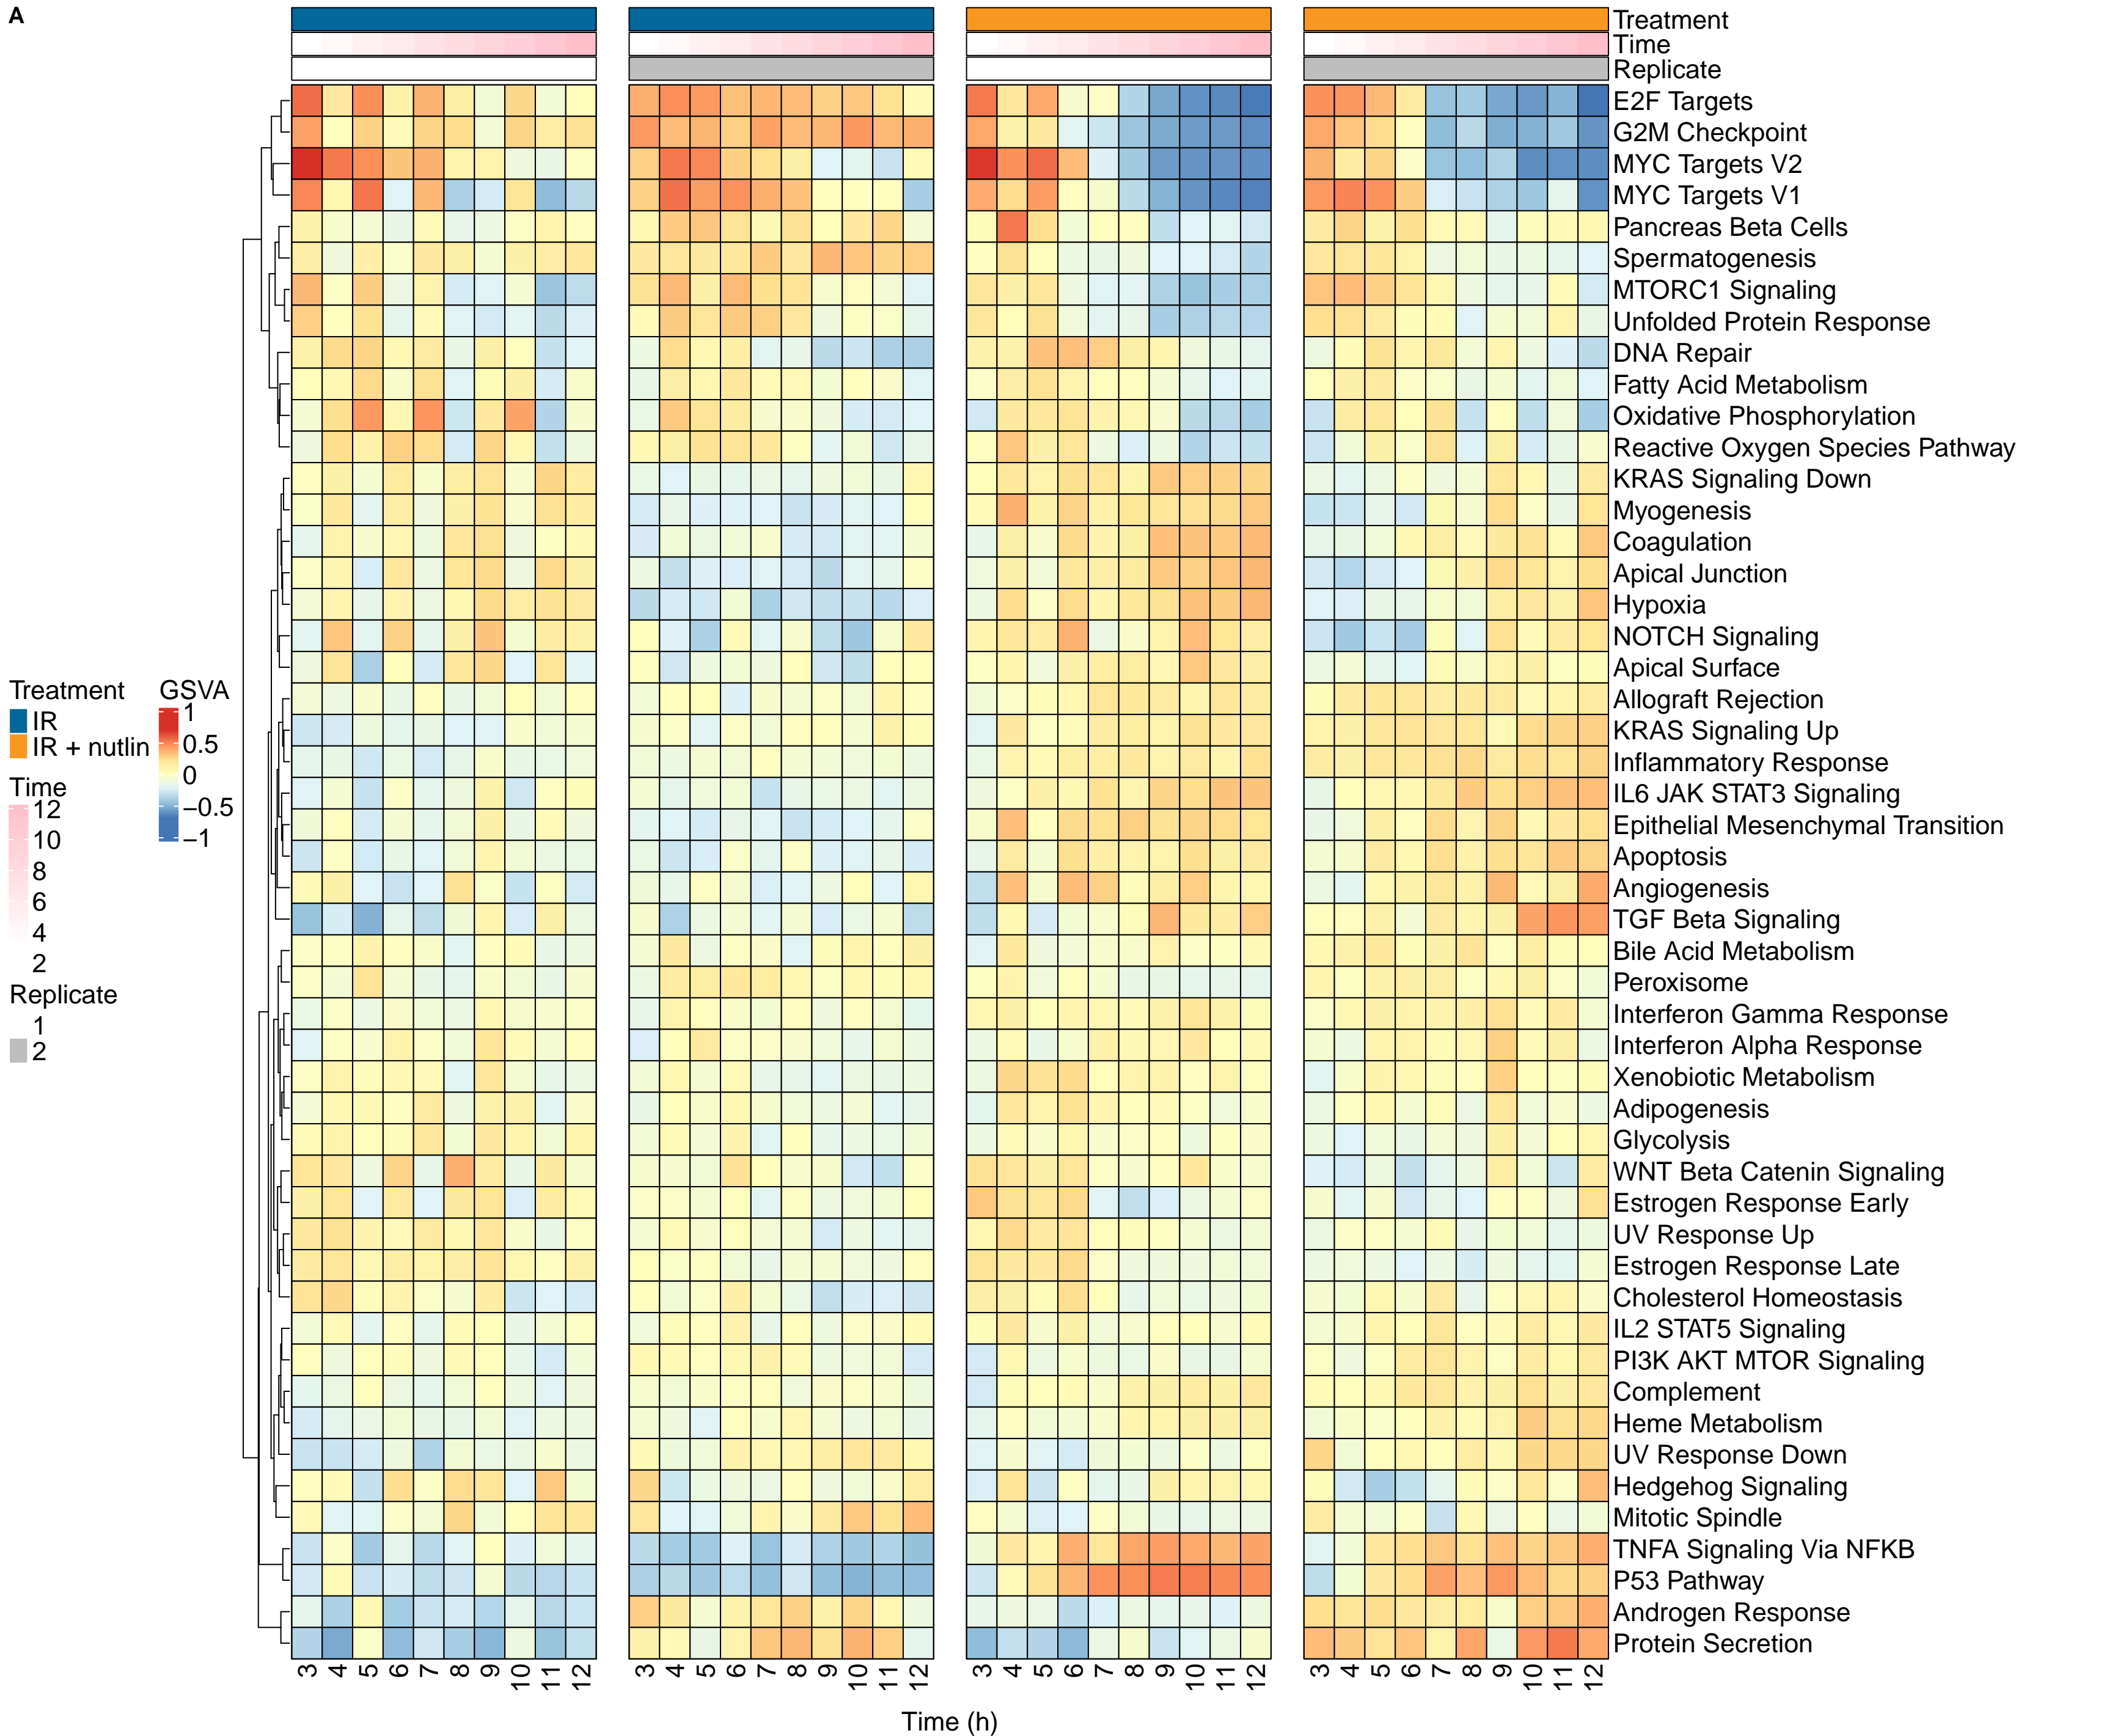 A
Treatment
Time
Replicate
E2F Targets
G2M Checkpoint
MYC Targets V2
MYC Targets V1
Pancreas Beta Cells
Spermatogenesis
MTORC1 Signaling
Unfolded Protein Response
DNA Repair
Fatty Acid Metabolism
Oxidative Phosphorylation
Reactive Oxygen Species Pathway
KRAS Signaling Down
Myogenesis
Coagulation
Apical Junction
Hypoxia
NOTCH Signaling
Apical Surface
Allograft Rejection
KRAS Signaling Up
Inflammatory Response
IL6 JAK STAT3 Signaling
Epithelial Mesenchymal Transition
Apoptosis
Angiogenesis
TGF Beta Signaling
Bile Acid Metabolism
Peroxisome
Interferon Gamma Response
Interferon Alpha Response
Xenobiotic Metabolism
Adipogenesis
Glycolysis
WNT Beta Catenin Signaling
Estrogen Response Early
UV Response Up
Estrogen Response Late
Cholesterol Homeostasis
IL2 STAT5 Signaling
PI3K AKT MTOR Signaling
Complement
Heme Metabolism
UV Response Down
Hedgehog Signaling
Mitotic Spindle
TNFA Signaling Via NFKB
P53 Pathway
Androgen Response
Protein Secretion
Treatment
IR
IR + nutlin
Time
12
10
8
6
4
2
Replicate
1
2
GSVA
1
0.5
0
−0.5
−1
3 4 5 6 7 8 9 10 11 12
3 4 5 6 7 8 9 10 11 12
3 4 5 6 7 8 9 10 11 12
3 4 5 6 7 8 9 10 11 12
Time (h)